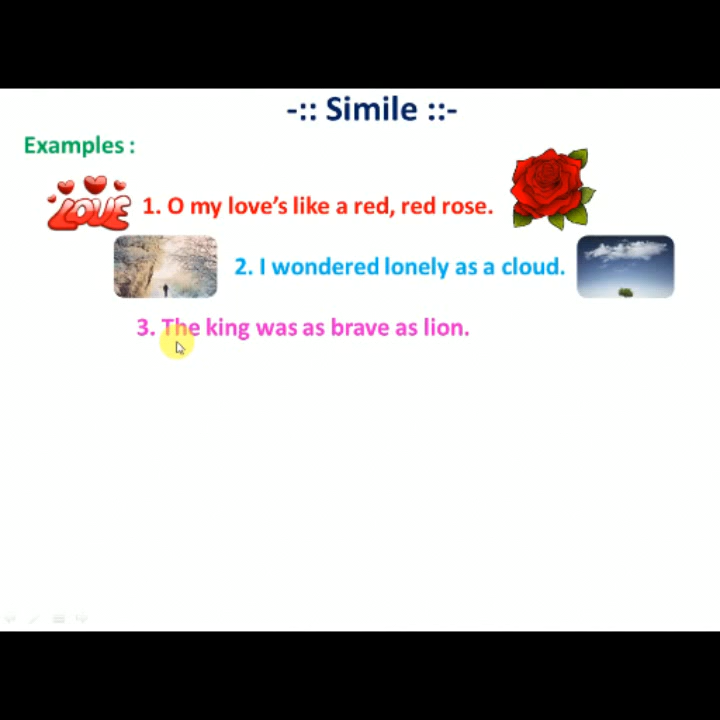 -:: Simile ::-
Examples :
LOVE
1. O my love's like a red, red rose.
2. I wondered lonely as a cloud.
3. The king was as brave as lion.